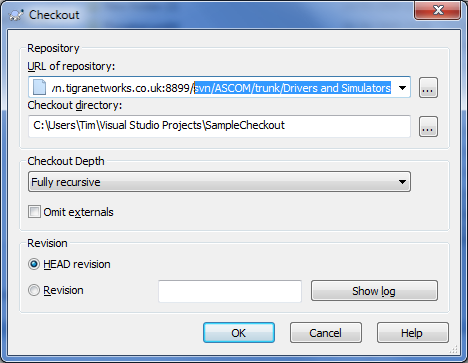 Checkout
Repository
URL of repository:
vn.tigranetworks.co.uk:8899/svn/ASCOM/trunk/Drivers and Simulators
...
Checkout directory:
C:\Users\Tim\Visual Studio Projects\SampleCheckout
...
Checkout Depth
Fully recursive
Omit externals
Revision
HEAD revision
Revision
Show log
OK
Cancel
Help